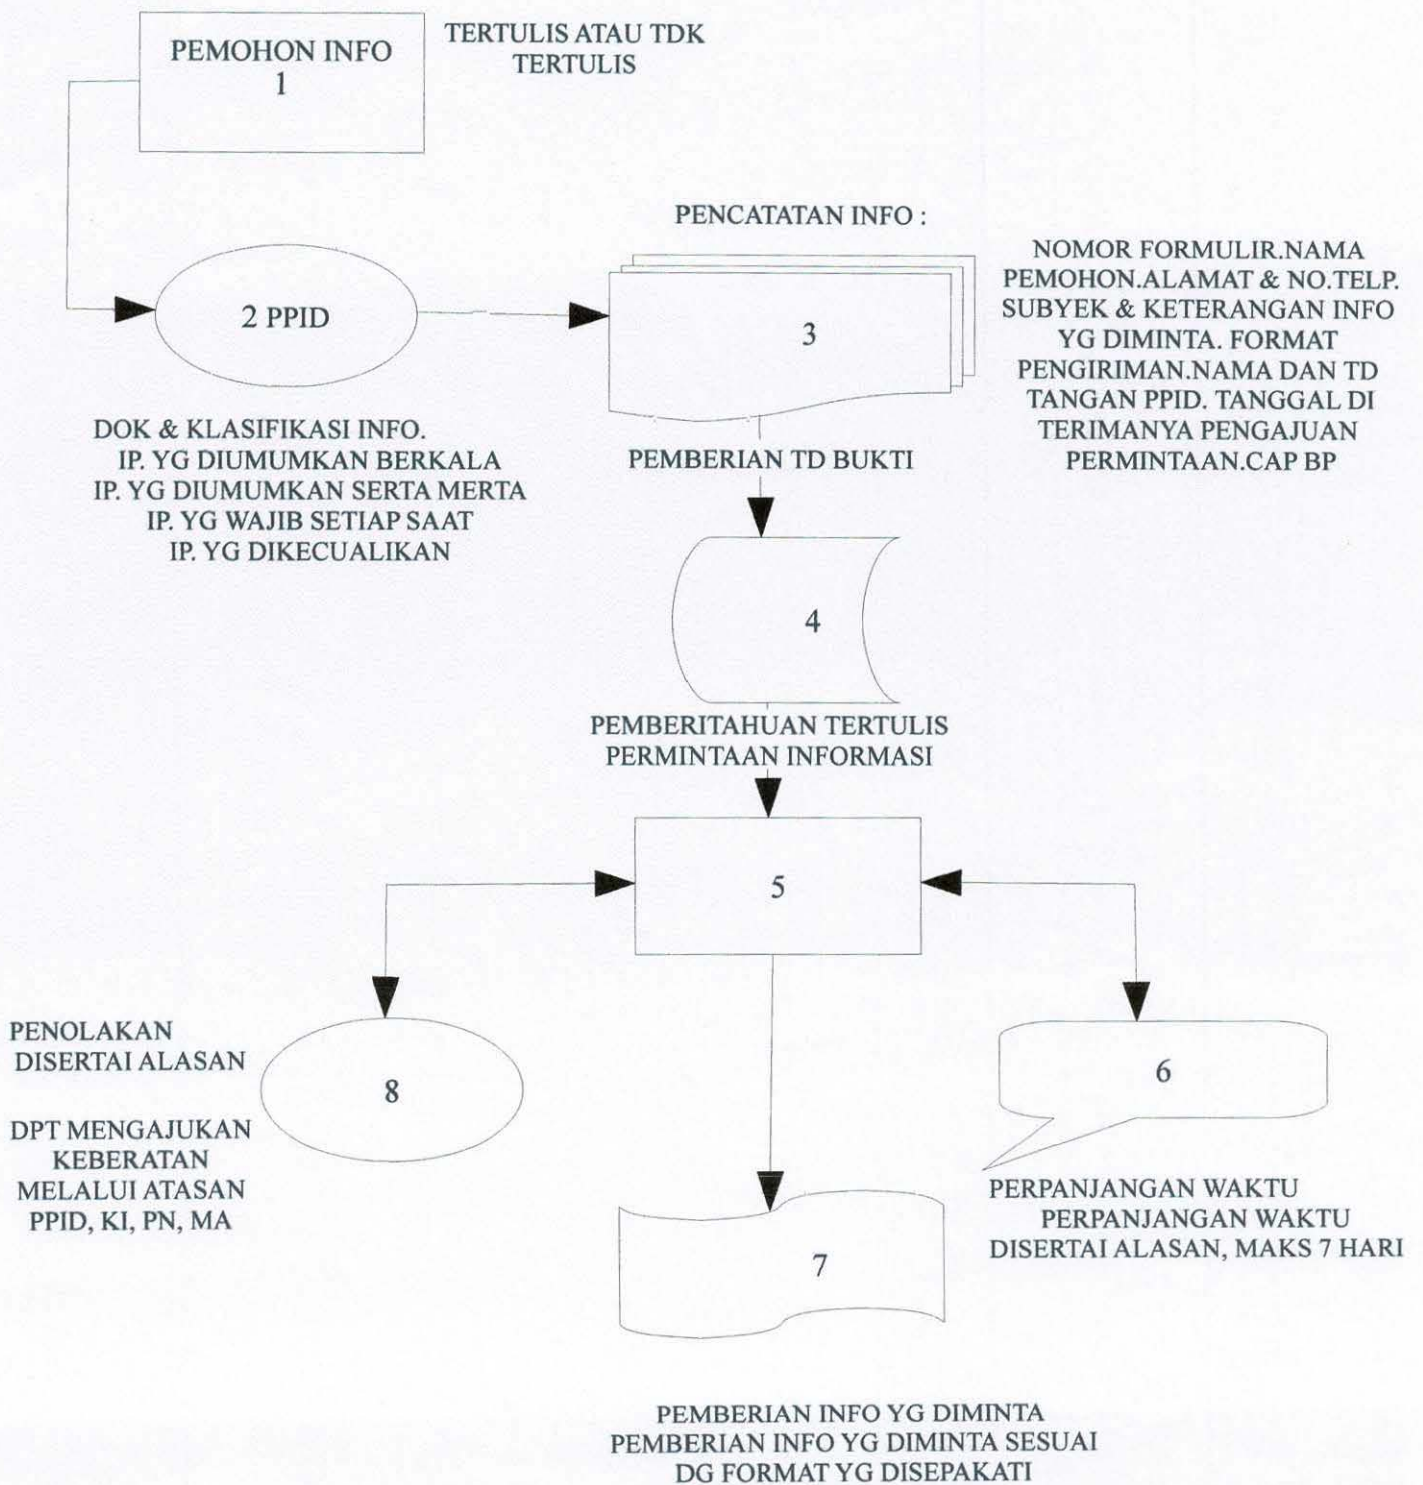 PEMOHON INFO
1
TERTULIS ATAU TDK
TERTULIS
2 PPID
DOK & KLASIFIKASI INFO.
IP. YG DIUMUMKAN BERKALA
IP. YG DIUMUMKAN SERTA MERTA
IP. YG WAJIB SETIAP SAAT
IP. YG DIKECUALIKAN
PENCATATAN INFO :
3
NOMOR FORMULIR.NAMA
PEMOHON.ALAMAT & NO.TELP.
SUBYEK & KETERANGAN INFO
YG DIMINTA. FORMAT
PENGIRIMAN.NAMA DAN TD
TANGAN PPID. TANGGAL DI
TERIMANYA PENGAJUAN
PERMINTAAN.CAP BP
PEMBERIAN TD BUKTI
4
PEMBERITAHUAN TERTULIS
PERMINTAAN INFORMASI
5
PENOLAKAN
DISERTAI ALASAN
DPT MENGAJUKAN
KEBERATAN
MELALUI ATASAN
PPID, KI, PN, MA
8
6
PERPANJANGAN WAKTU
PERPANJANGAN WAKTU
DISERTAI ALASAN, MAKS 7 HARI
7
PEMBERIAN INFO YG DIMINTA
PEMBERIAN INFO YG DIMINTA SESUAI
DG FORMAT YG DISEPAKATI